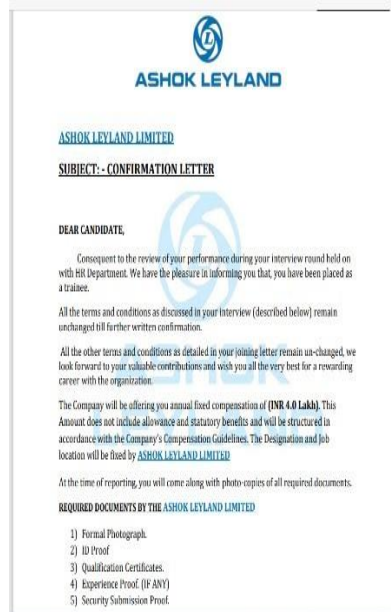 ASHOK LEYLAND
ASHOK LEYLAND LIMITED
SUBJECT: - CONFIRMATION LETTER
DEAR CANDIDATE,
Consequent to the review of your performance during your interview round held on
with HR Department. We have the pleasure in informing you that, you have been placed as
a trainee.
All the terms and conditions as discussed in your interview (described below) remain
unchanged till further written confirmation.
All the other terms and conditions as detailed in your joining letter remain un-changed, we
look forward to your valuable contributions and wish you all the very best for a rewarding
career with the organization.
The Company will be offering you annual fixed compensation of (INR 4.0 Lakh). This
Amount does not include allowance and statutory benefits and will be structured in
accordance with the Company's Compensation Guidelines. The Designation and Job
location will be fixed by ASHOK LEYLAND LIMITED
At the time of reporting, you will come along with photo-copies of all required documents.
REQUIRED DOCUMENTS BY THE ASHOK LEYLAND LIMITED
1) Formal Photograph.
2) ID Proof
3) Qualification Certificates.
4) Experience Proof. (IF ANY)
5) Security Submission Proof.